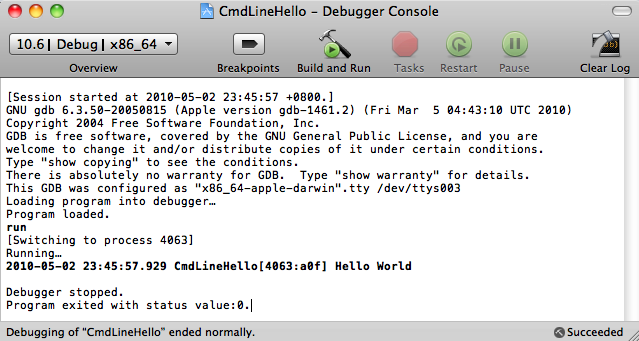 CmdLineHello – Debugger Console
10.6 | Debug | x86_64
Overview
Breakpoints
Build and Run
Tasks
Restart
Pause
Clear Log
[Session started at 2010-05-02 23:45:57 +0800.]
GNU gdb 6.3.50-20050815 (Apple version gdb-1461.2) (Fri Mar  5 04:43:10 UTC 2010)
Copyright 2004 Free Software Foundation, Inc.
GDB is free software, covered by the GNU General Public License, and you are
welcome to change it and/or distribute copies of it under certain conditions.
Type "show copying" to see the conditions.
There is absolutely no warranty for GDB.  Type "show warranty" for details.
This GDB was configured as "x86_64-apple-darwin".tty /dev/ttys003
Loading program into debugger…
Program loaded.
run
[Switching to process 4063]
Running…
2010-05-02 23:45:57.929 CmdLineHello[4063:a0f] Hello World
Debugger stopped.
Program exited with status value:0.
Debugging of "CmdLineHello" ended normally.
Succeeded